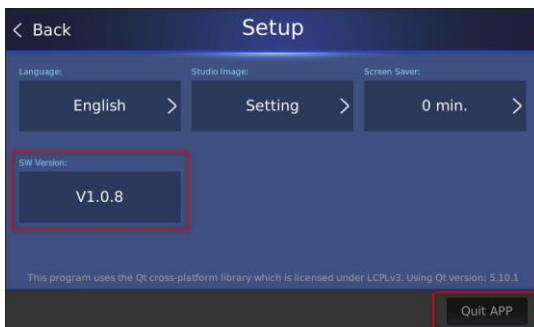 < Back
Setup
Language:
Studio Image:
Screen Saver:
English >
Setting >
0 min. >
SW Version:
V1.0.8
This program uses the Qt cross-platform library which is licensed under LCPLv3. Using Qt version: 5.10.1
Quit APP